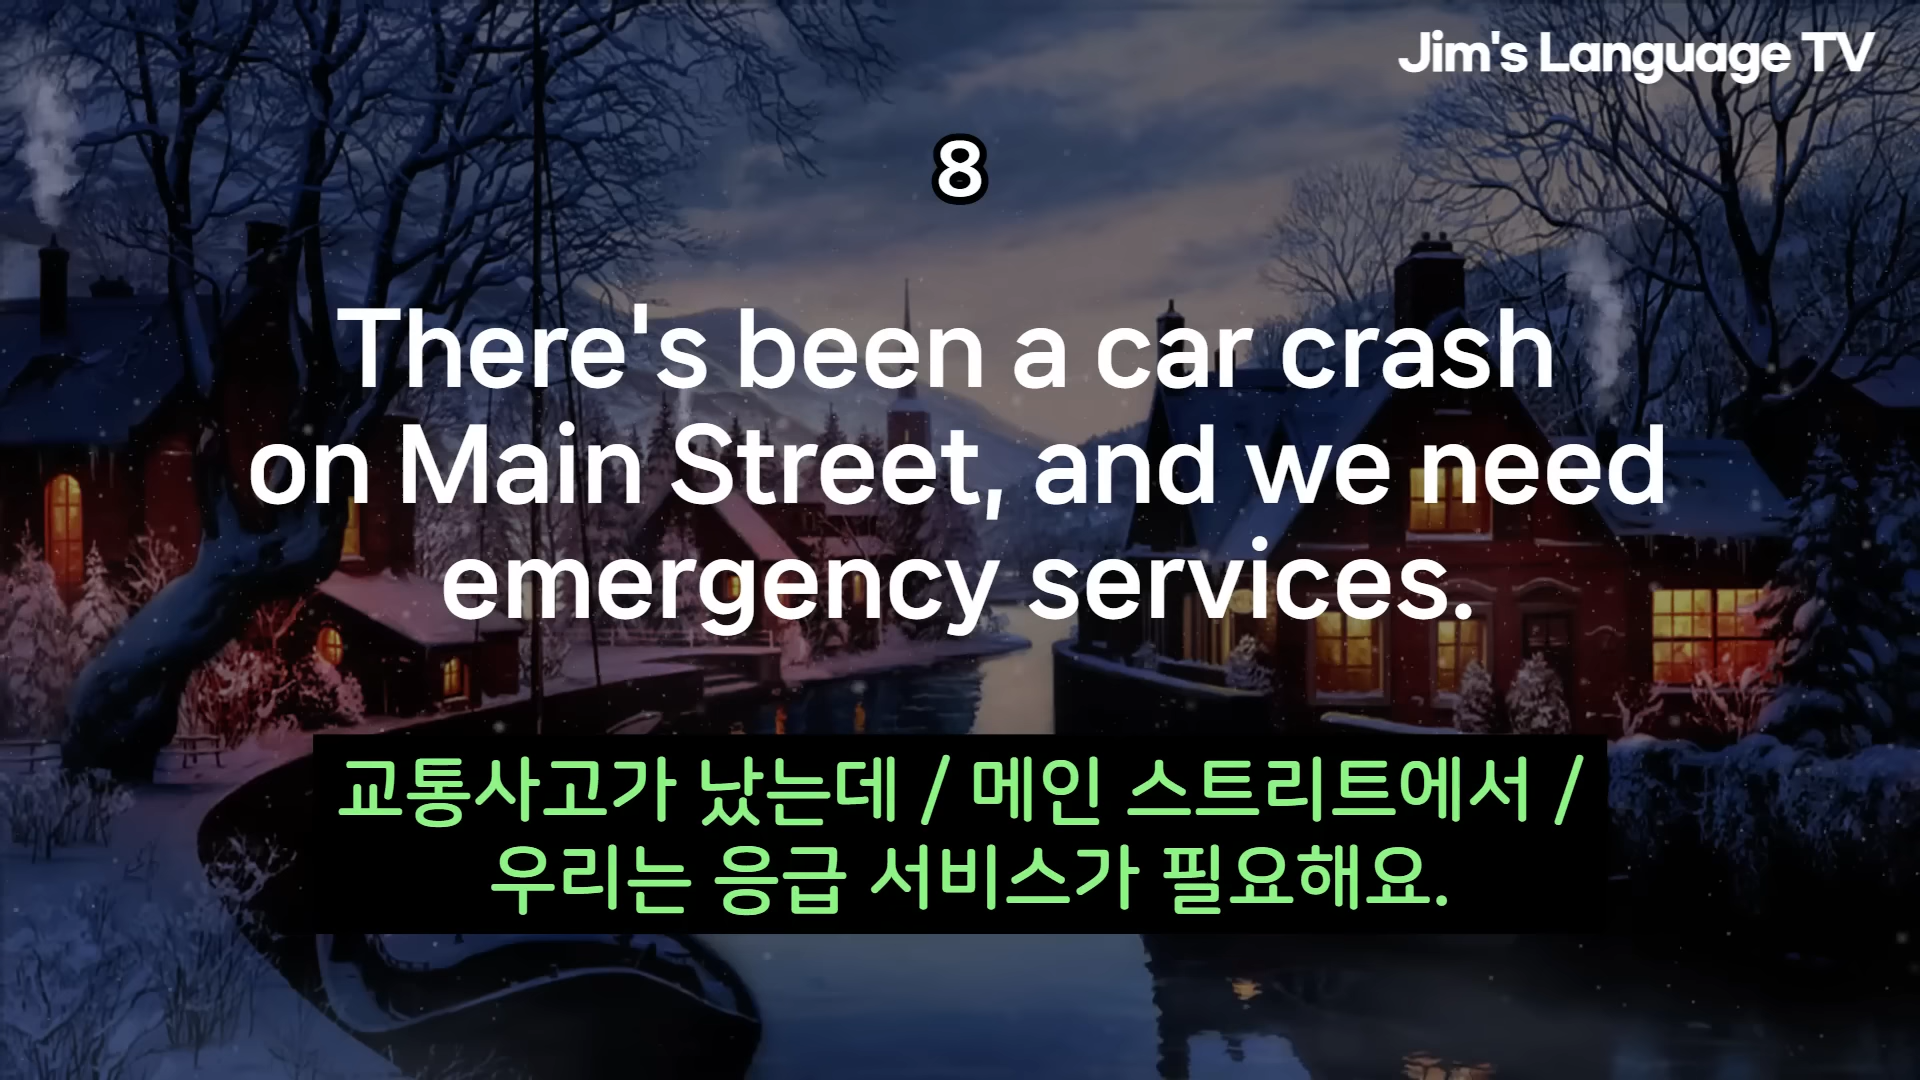 Jim's Language TV
8
There's been a car crash
on Main Street, and we need
emergency services.
교통사고가 났는데 / 메인 스트리트에서 /
우리는 응급 서비스가 필요해요.